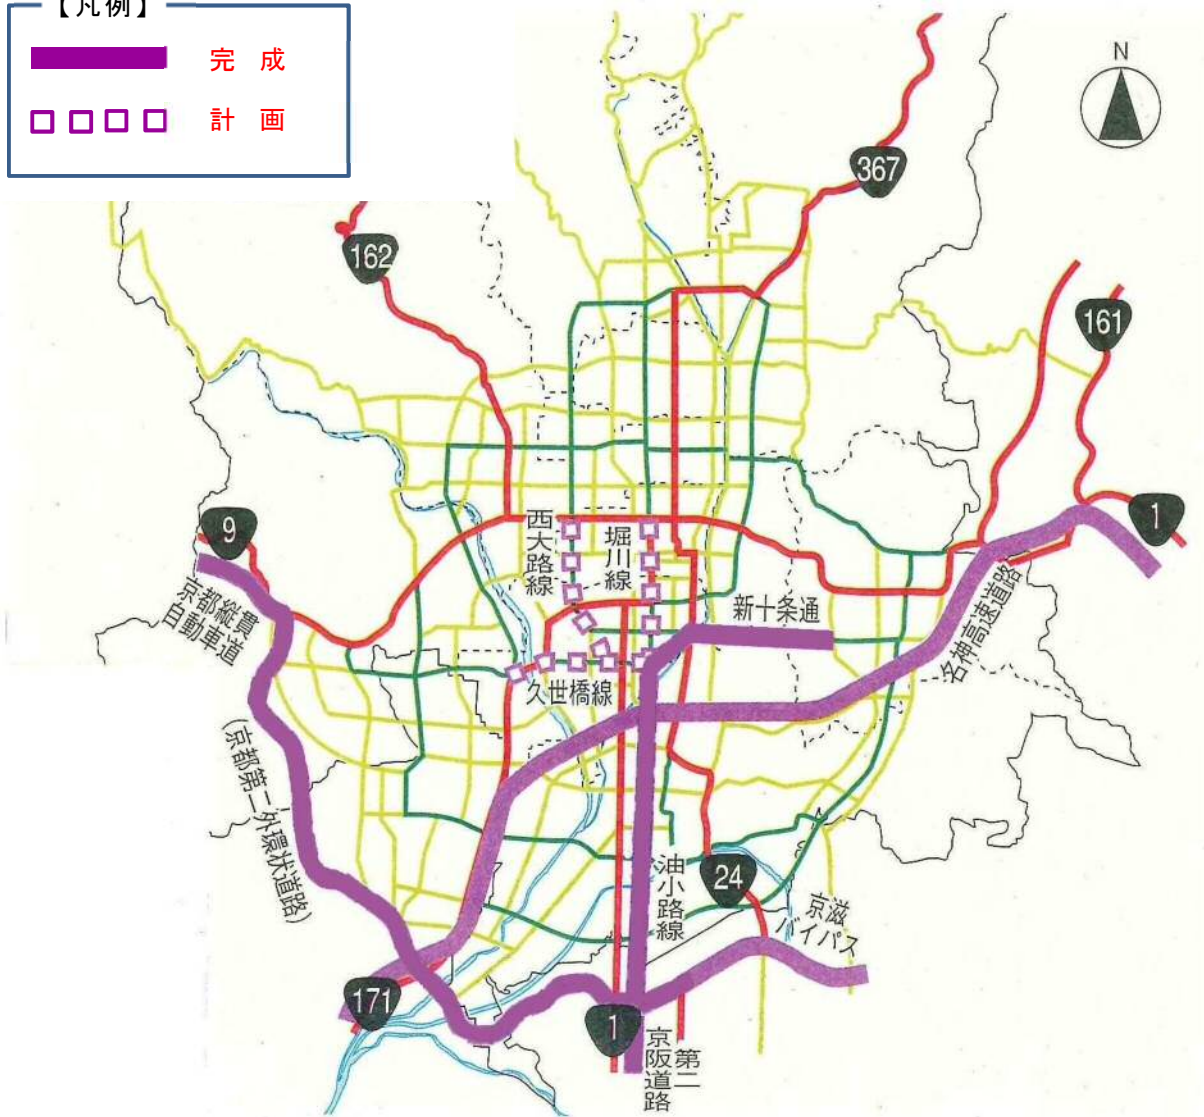 【凡例】
完 成
計 画
N
367
162
161
1
9
西大路線
堀川線
新十条通
京都縦貫
自動車道
名神高速道路
久世橋線
(京都第二外環状道路)
油小路線
24
京滋
バイパス
171
1
第二
京阪道路